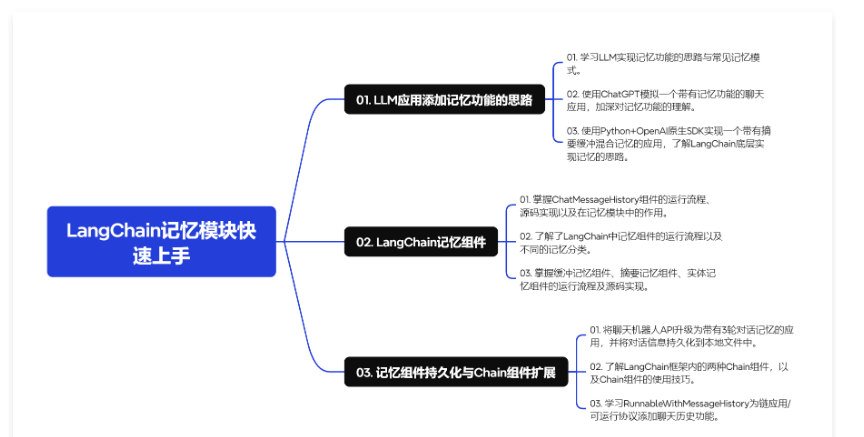 LangChain记忆模块快
速上手
01. LLM应用添加记忆功能的思路
01. 学习LLM实现记忆功能的思路与常见记忆模
式。
02. 使用ChatGPT模拟一个带有记忆功能的聊天
应用，加深对记忆功能的理解。
03. 使用Python+OpenAI原生SDK实现一个带有摘
要缓冲混合记忆的应用，了解LangChain底层实
现记忆的思路。
02. LangChain记忆组件
01. 掌握ChatMessageHistory组件的运行流程、
源码实现以及在记忆模块中的作用。
02. 了解了LangChain中记忆组件的运行流程以及
不同的记忆分类。
03. 掌握缓冲记忆组件、摘要记忆组件、实体记
忆组件的运行流程及源码实现。
03. 记忆组件持久化与Chain组件扩展
01. 将聊天机器人API升级为带有3轮对话记忆的应
用，并将对话信息持久化到本地文件中。
02. 了解LangChain框架内的两种Chain组件，以
及Chain组件的使用技巧。
03. 学习RunnableWithMessageHistory为链应用/
可运行协议添加聊天历史功能。